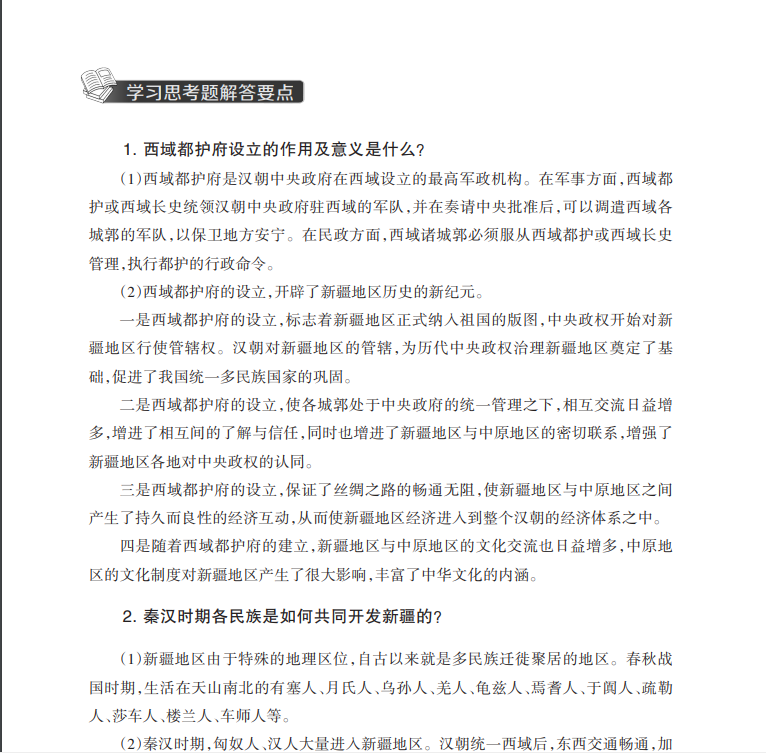 学习思考题解答要点
1. 西域都护府设立的作用及意义是什么?
(1)西域都护府是汉朝中央政府在西域设立的最高军政机构。在军事方面,西域都
护或西域长史统领汉朝中央政府驻西域的军队,并在奏请中央批准后,可以调遣西域各
城郭的军队,以保卫地方安宁。在民政方面,西域诸城郭必须服从西域都护或西域长史
管理,执行都护的行政命令。
(2)西域都护府的设立,开辟了新疆地区历史的新纪元。
一是西域都护府的设立,标志着新疆地区正式纳入祖国的版图,中央政权开始对新
疆地区行使管辖权。汉朝对新疆地区的管辖,为历代中央政权治理新疆地区奠定了基
础,促进了我国统一多民族国家的巩固。
二是西域都护府的设立,使各城郭处于中央政府的统一管理之下,相互交流日益增
多,增进了相互间的了解与信任,同时也增进了新疆地区与中原地区的密切联系,增强了
新疆地区各地对中央政权的认同。
三是西域都护府的设立,保证了丝绸之路的畅通无阻,使新疆地区与中原地区之间
产生了持久而良性的经济互动,从而使新疆地区经济进入到整个汉朝的经济体系之中。
四是随着西域都护府的建立,新疆地区与中原地区的文化交流也日益增多,中原地
区的文化制度对新疆地区产生了很大影响,丰富了中华文化的内涵。
2. 秦汉时期各民族是如何共同开发新疆的?
(1)新疆地区由于特殊的地理区位,自古以来就是多民族迁徙聚居的地区。春秋战
国时期,生活在天山南北的有塞人、月氏人、乌孙人、羌人、龟兹人、焉耆人、于阗人、疏勒
人、莎车人、楼兰人、车师人等。
(2)秦汉时期,匈奴人、汉人大量进入新疆地区。汉朝统一西域后,东西交通畅通,加